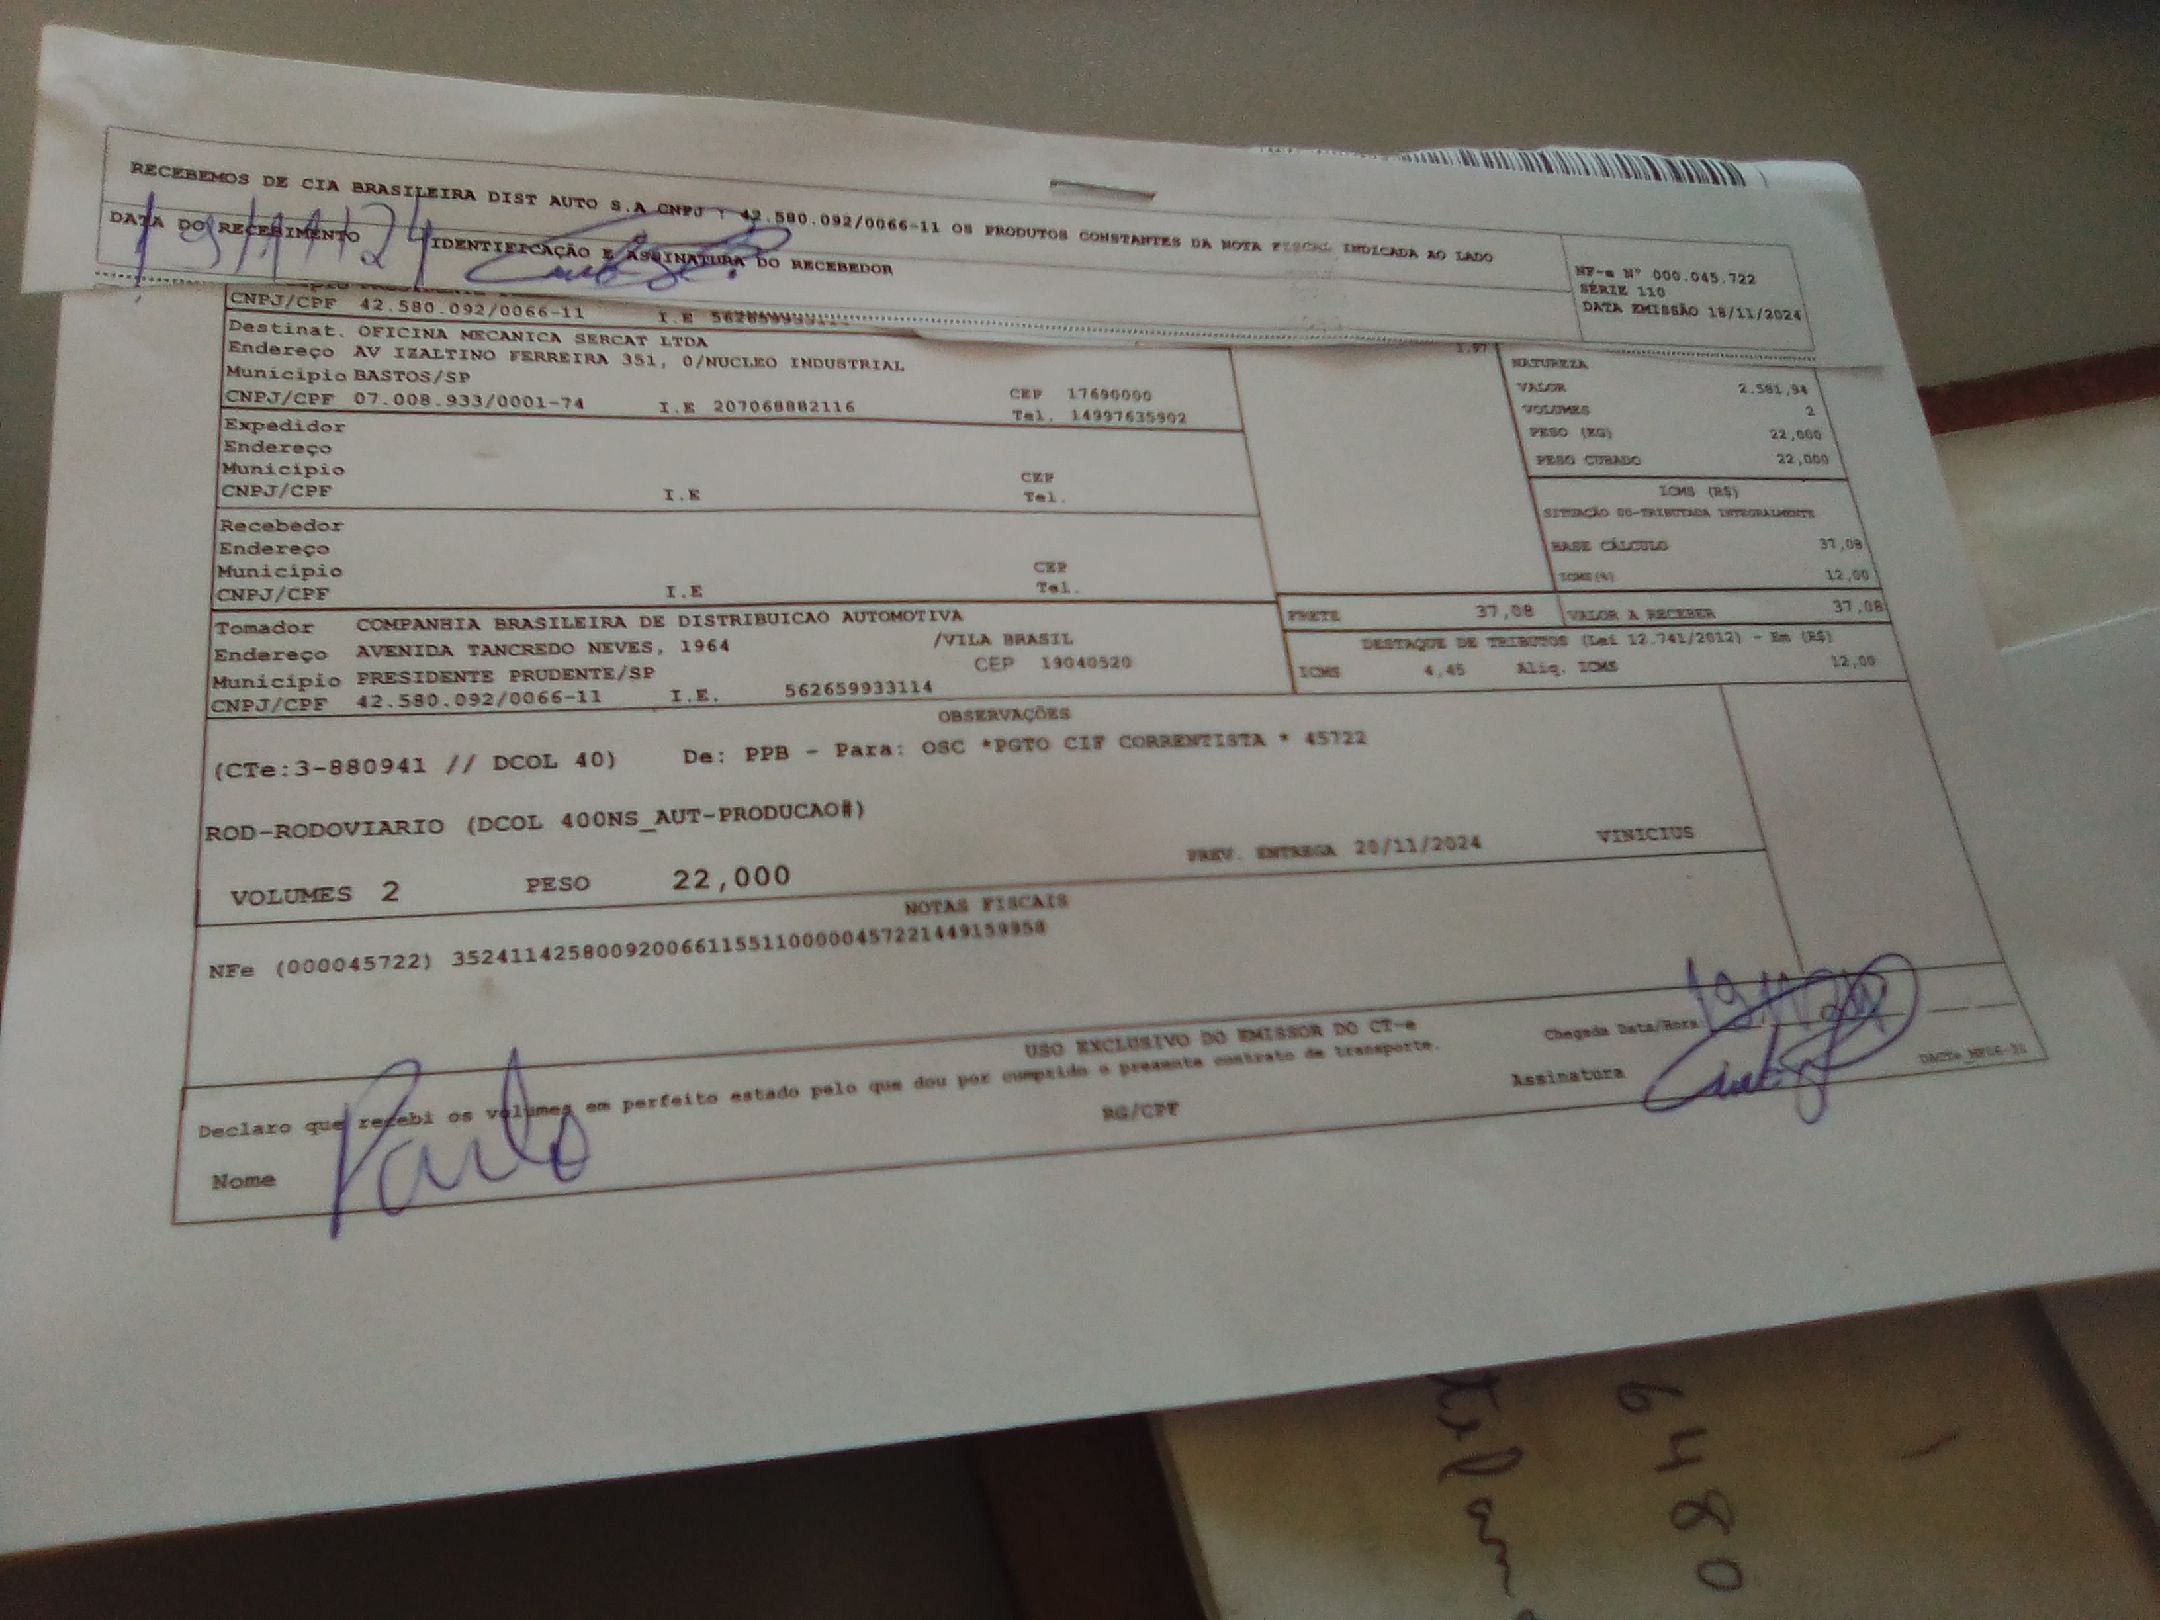 RECEBEMOS DE CIA BRASILEIRA DIST AUTO S.A CNPJ : 42.580.092/0066-11 OS PRODUTOS CONSTANTES DA NOTA FISCAL INDICADA AO LADO
DATA DO RECEBIMENTO IDENTIFICAÇÃO E ASSINATURA DO RECEBEDOR
19/11/24
NF-e Nº 000.045.722
SÉRIE 110
DATA EMISSÃO 18/11/2024
CNPJ/CPF 42.580.092/0066-11 I.E
Destinat. OFICINA MECANICA SERCAT LTDA
Endereço AV IZALTINO FERREIRA 351, 0/NUCLEO INDUSTRIAL
Município BASTOS/SP CEP 17690000
CNPJ/CPF 07.008.933/0001-74 I.E 207068882116 Tel. 14997635902
Expedidor
Endereço
Município CEP
CNPJ/CPF I.E Tel.
Recebedor
Endereço
Município CEP
CNPJ/CPF I.E Tel.
Tomador COMPANHIA BRASILEIRA DE DISTRIBUICAO AUTOMOTIVA
Endereço AVENIDA TANCREDO NEVES, 1964 /VILA BRASIL
Município PRESIDENTE PRUDENTE/SP CEP 19040520
CNPJ/CPF 42.580.092/0066-11 I.E. 562659933114
1,97
NATUREZA
VALOR 2.581,94
VOLUMES 2
PESO (KG) 22,000
PESO CUBADO 22,000
ICMS (R$)
SITUAÇÃO 00-TRIBUTADA INTEGRALMENTE
BASE CÁLCULO 37,08
ICMS(%) 12,00
FRETE 37,08 VALOR A RECEBER 37,08
DESTAQUE DE TRIBUTOS (Lei 12.741/2012) - Em (R$)
ICMS 4,45 Aliq. ICMS 12,00
OBSERVAÇÕES
(CTe:3-880941 // DCOL 40) De: PPB - Para: OSC *PGTO CIF CORRENTISTA * 45722
ROD-RODOVIARIO (DCOL 400NS_AUT-PRODUCAO#)
VOLUMES 2 PESO 22,000 PREV. ENTREGA 20/11/2024 VINICIUS
NOTAS FISCAIS
NFe (000045722) 35241142580092006611551100000457221449159958
USO EXCLUSIVO DO EMISSOR DO CT-e
Declaro que recebi os volumes em perfeito estado pelo que dou por cumprido o presente contrato de transporte.
Chegada Data/Hora 19/11/24
Nome Paulo RG/CPF Assinatura
6480